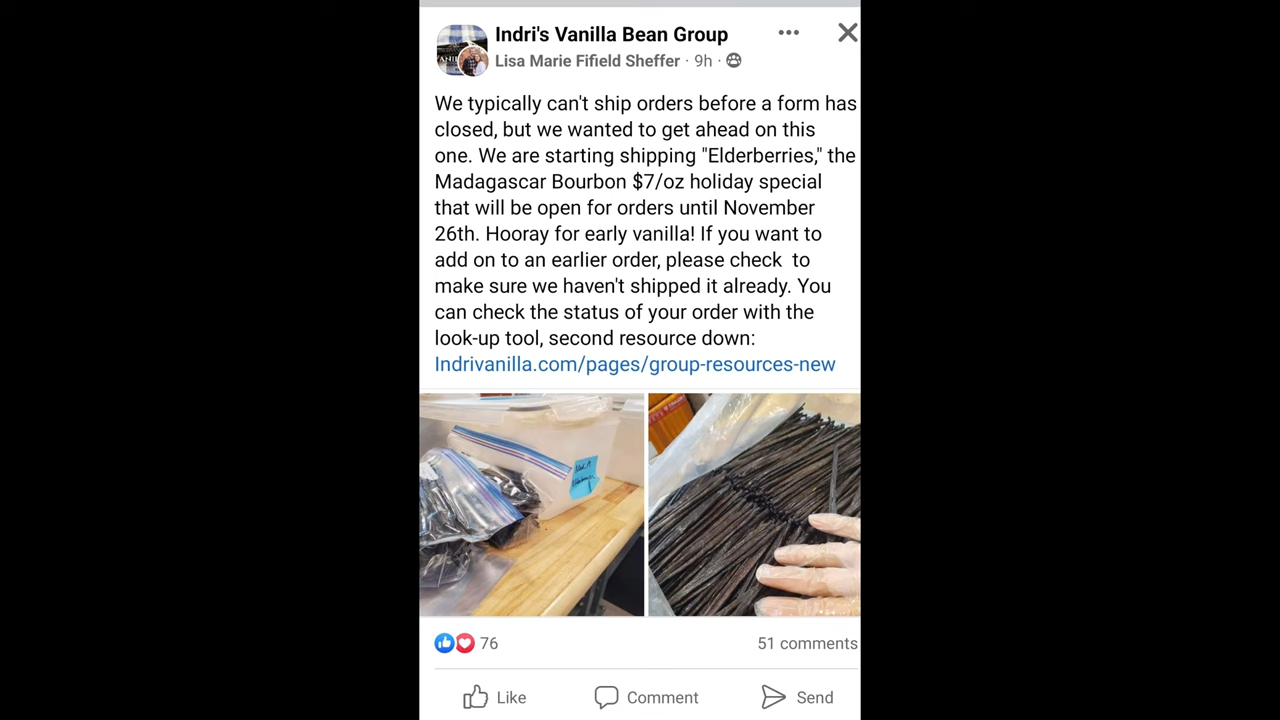 Indri's Vanilla Bean Group
Lisa Marie Fifield Sheffer · 9h ·
We typically can't ship orders before a form has
closed, but we wanted to get ahead on this
one. We are starting shipping "Elderberries," the
Madagascar Bourbon $7/oz holiday special
that will be open for orders until November
26th. Hooray for early vanilla! If you want to
add on to an earlier order, please check  to
make sure we haven't shipped it already. You
can check the status of your order with the
look-up tool, second resource down:
Indrivanilla.com/pages/group-resources-new
76
51 comments
Like
Comment
Send